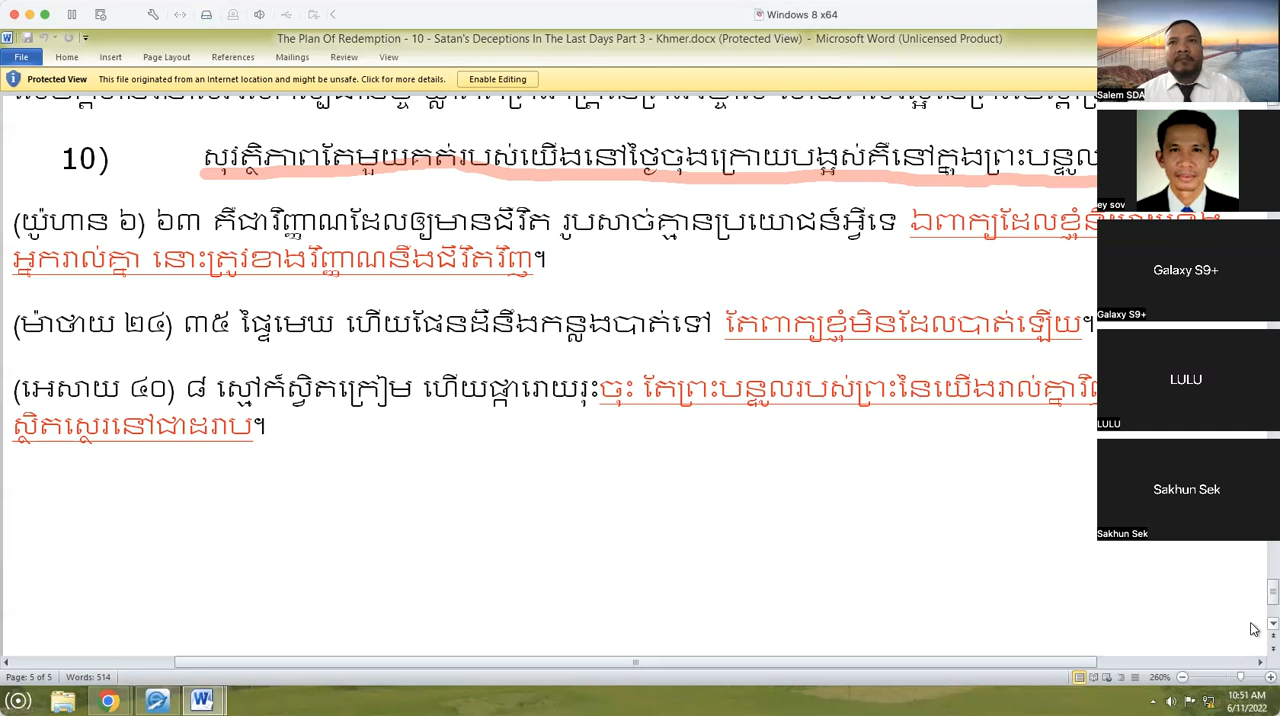 Windows 8 x64
The Plan Of Redemption - 10 - Satan's Deceptions In The Last Days Part 3 - Khmer.docx (Protected View) - Microsoft Word (Unlicensed Product)
File Home Insert Page Layout References Mailings Review View
Protected View This file originated from an Internet location and might be unsafe. Click for more details. Enable Editing
10) សុវត្ថិភាពតែមួយគត់របស់យើងនៅថ្ងៃចុងក្រោយបង្អស់គឺនៅក្នុងព្រះបន្ទូល
(យ៉ូហាន ៦) ៦៣ គឺជាវិញ្ញាណដែលឲ្យមានជីវិត រូបសាច់គ្មានប្រយោជន៍អ្វីទេ ឯពាក្យដែលខ្ញុំ
អ្នករាល់គ្នា នោះត្រូវខាងវិញ្ញាណនឹងជីវិតវិញ។
(ម៉ាថាយ ២៤) ៣៥ ផ្ទៃមេឃ ហើយផែនដីនឹងកន្លងបាត់ទៅ តែពាក្យខ្ញុំមិនដែលបាត់ឡើយ។
(អេសាយ ៤០) ៨ ស្មៅក៏ស្វិតក្រៀម ហើយផ្ការោយរុះចុះ តែព្រះបន្ទូលរបស់ព្រះនៃយើងរាល់គ្នា
ស្ថិតស្ថេរនៅជាដរាប។
Salem SDA
ey sov
Galaxy S9+
Galaxy S9+
LULU
LULU
Sakhun Sek
Sakhun Sek
Page: 5 of 5 Words: 514 260%
10:51 AM
6/11/2022